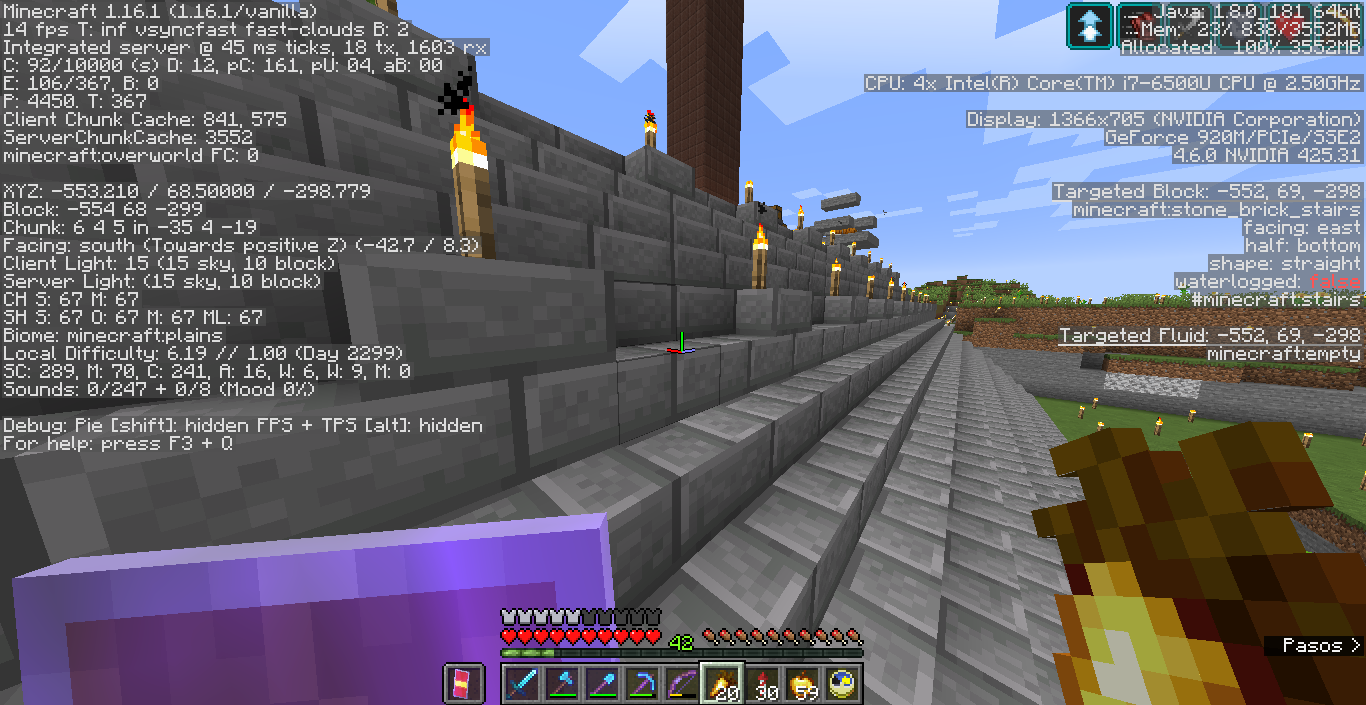 Minecraft 1.16.1 (1.16.1/vanilla)
14 fps T: inf vsyncfast fast-clouds B: 2
Integrated server @ 45 ms ticks, 18 tx, 1603 rx
C: 92/10000 (s) D: 12, pC: 161, pU: 04, aB: 00
E: 106/367, B: 0
P: 4450. T: 367
Client Chunk Cache: 841, 575
ServerChunkCache: 3552
minecraft:overworld FC: 0
XYZ: -553.210 / 68.50000 / -298.779
Block: -554 68 -299
Chunk: 6 4 5 in -35 4 -19
Facing: south (Towards positive Z) (-42.7 / 8.3)
Client Light: 15 (15 sky, 10 block)
Server Light: (15 sky, 10 block)
CH S: 67 M: 67
SH S: 67 O: 67 M: 67 ML: 67
Biome: minecraft:plains
Local Difficulty: 6.19 // 1.00 (Day 2299)
SC: 289, M: 70, C: 241, A: 16, W: 6, W: 9, M: 0
Sounds: 0/247 + 0/8 (Mood 0%)
Debug: Pie [shift]: hidden FPS + TPS [alt]: hidden
For help: press F3 + Q
Java: 1.8.0_181 64bit
Mem: 23% 838/3552MB
Allocated: 100% 3552MB
CPU: 4x Intel(R) Core(TM) i7-6500U CPU @ 2.50GHz
Display: 1366x705 (NVIDIA Corporation)
GeForce 920M/PCIe/SSE2
4.6.0 NVIDIA 425.31
Targeted Block: -552, 69, -298
minecraft:stone_brick_stairs
facing: east
half: bottom
shape: straight
waterlogged: false
#minecraft:stairs
Targeted Fluid: -552, 69, -298
minecraft:empty
Pasos >
42
20 30 59